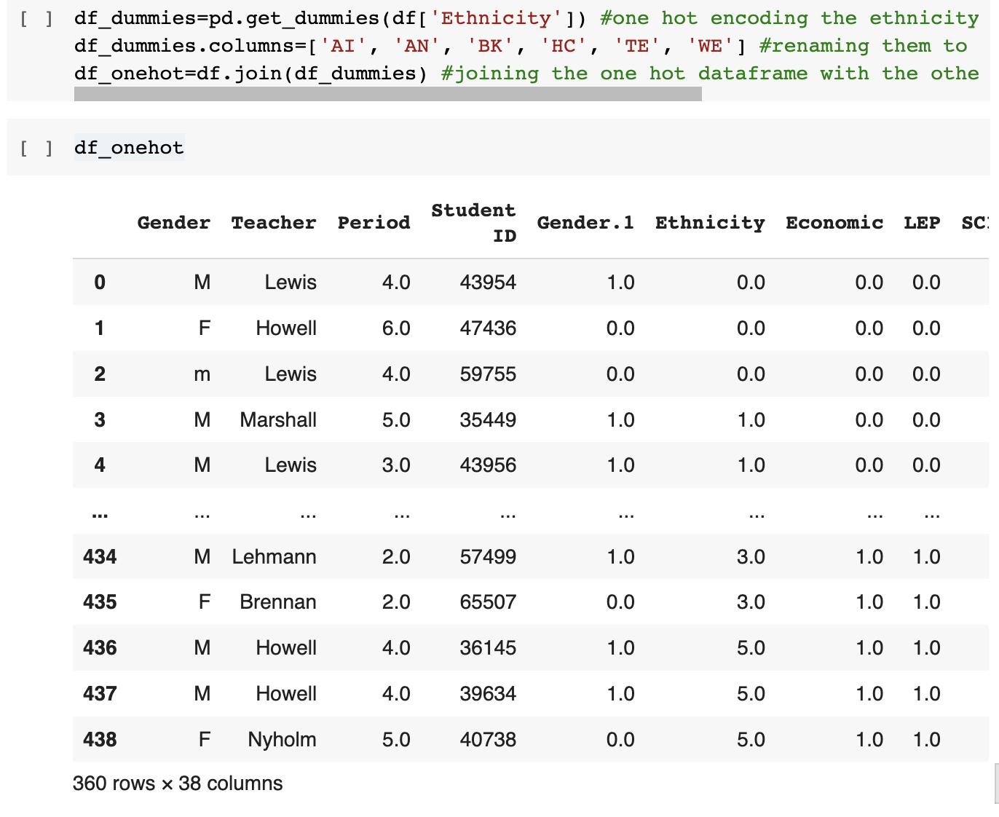 [ ] df_dummies=pd.get_dummies(df['Ethnicity']) #one hot encoding the ethnicity
df_dummies.columns=['AI', 'AN', 'BK', 'HC', 'TE', 'WE'] #renaming them to
df_onehot=df.join(df_dummies) #joining the one hot dataframe with the othe
[ ] df_onehot
Gender Teacher Period Student ID Gender.1 Ethnicity Economic LEP SC
0 M Lewis 4.0 43954 1.0 0.0 0.0 0.0
1 F Howell 6.0 47436 0.0 0.0 0.0 0.0
2 m Lewis 4.0 59755 0.0 0.0 0.0 0.0
3 M Marshall 5.0 35449 1.0 1.0 0.0 0.0
4 M Lewis 3.0 43956 1.0 1.0 0.0 0.0
... ... ... ... ... ... ... ... ...
434 M Lehmann 2.0 57499 1.0 3.0 1.0 1.0
435 F Brennan 2.0 65507 0.0 3.0 1.0 1.0
436 M Howell 4.0 36145 1.0 5.0 1.0 1.0
437 M Howell 4.0 39634 1.0 5.0 1.0 1.0
438 F Nyholm 5.0 40738 0.0 5.0 1.0 1.0
360 rows × 38 columns